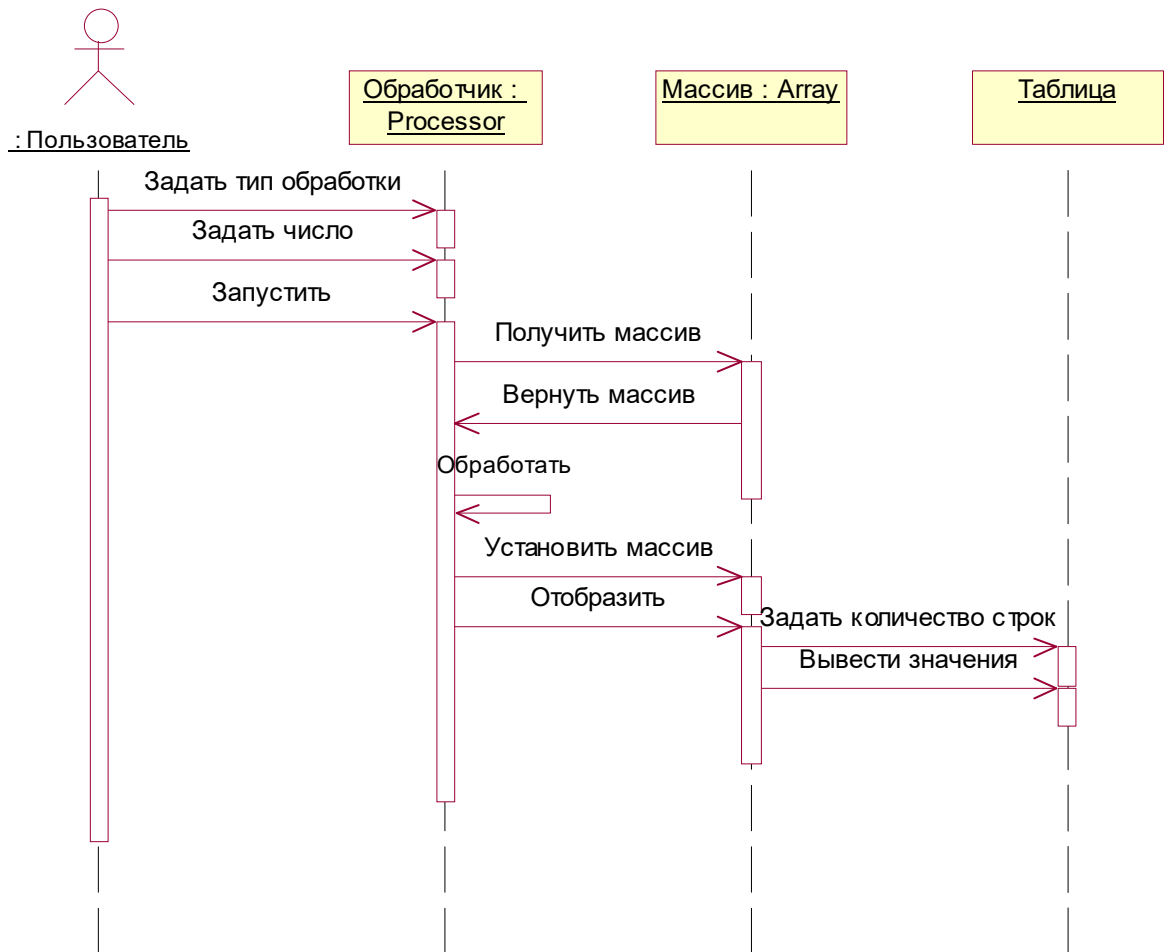 Обработчик :
Processor
Массив : Array
Таблица
: Пользователь
Задать тип обработки
Задать число
Запустить
Получить массив
Вернуть массив
Обработать
Установить массив
Отобразить
Задать количество строк
Вывести значения